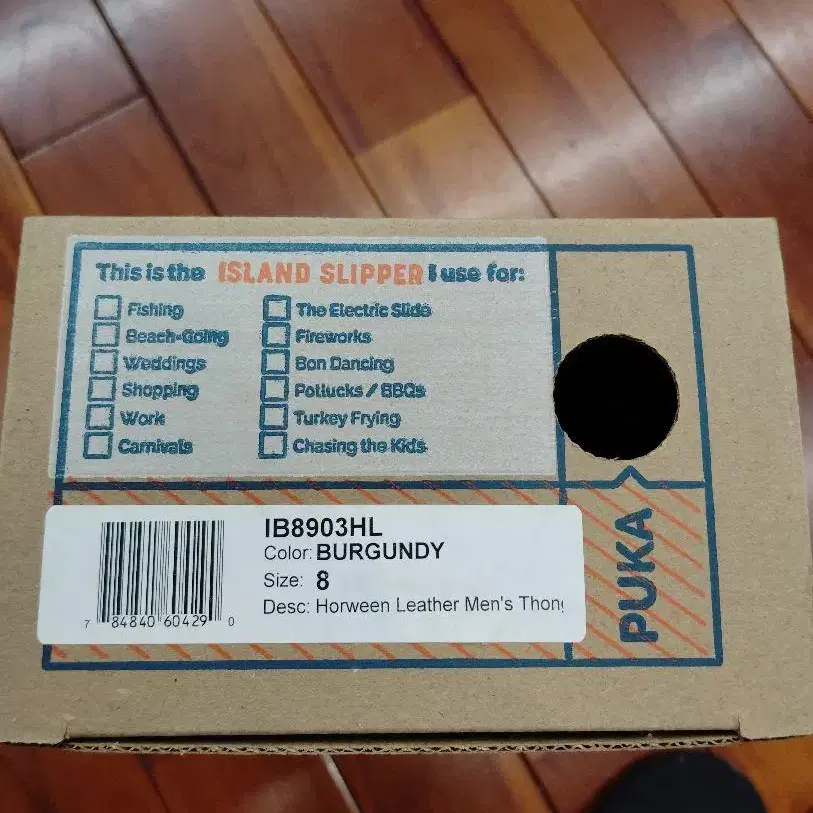 This is the ISLAND SLIPPER I use for:
Fishing
Beach-Going
Weddings
Shopping
Work
Carnivals
The Electric Slide
Fireworks
Bon Dancing
Potlucks / BBQs
Turkey Frying
Chasing the Kids
PUKA
IB8903HL
Color: BURGUNDY
Size: 8
Desc: Horween Leather Men's Thong
7 84840 60429 0